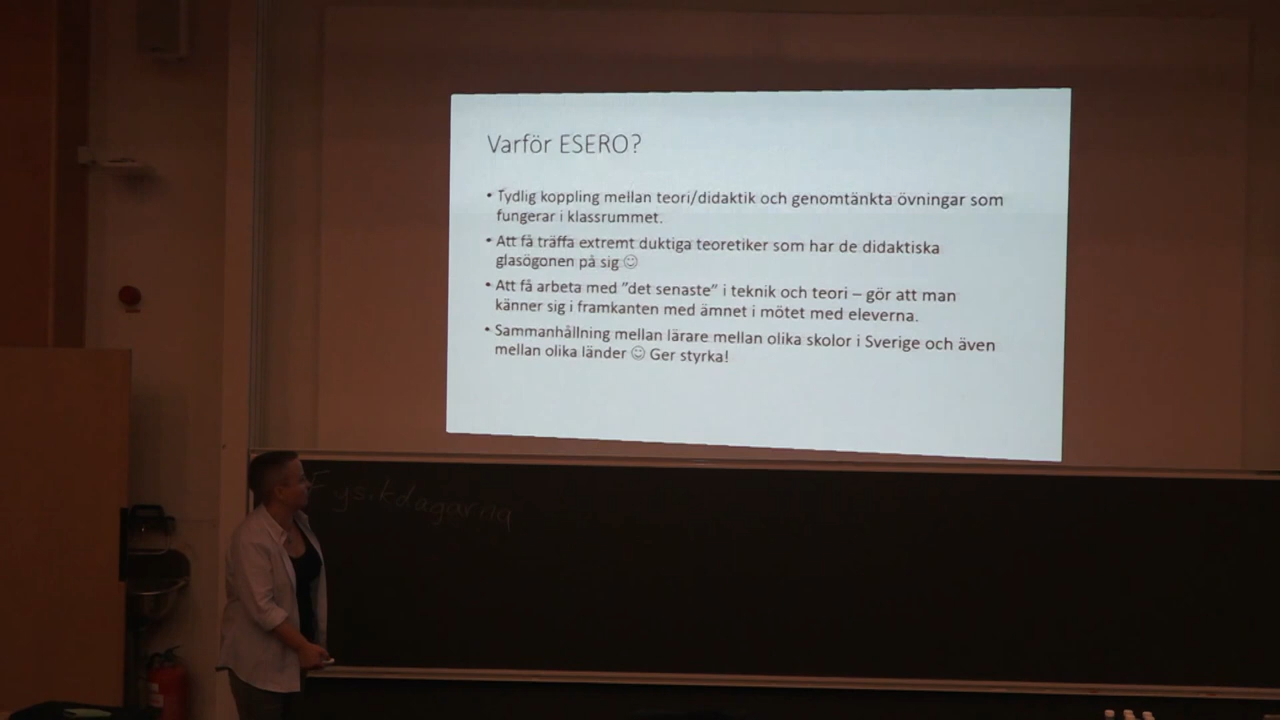 Varför ESERO?
• Tydlig koppling mellan teori/didaktik och genomtänkta övningar som
fungerar i klassrummet.
• Att få träffa extremt duktiga teoretiker som har de didaktiska
glasögonen på sig ☺
• Att få arbeta med ”det senaste” i teknik och teori – gör att man
känner sig i framkanten med ämnet i mötet med eleverna.
• Sammanhållning mellan lärare mellan olika skolor i Sverige och även
mellan olika länder ☺ Ger styrka!
Fysikdagarna